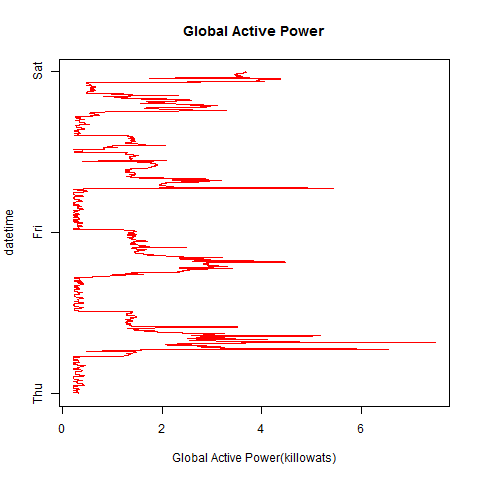 Global Active Power
Sat
Fri
Thu
datetime
0 2 4 6
Global Active Power(killowats)